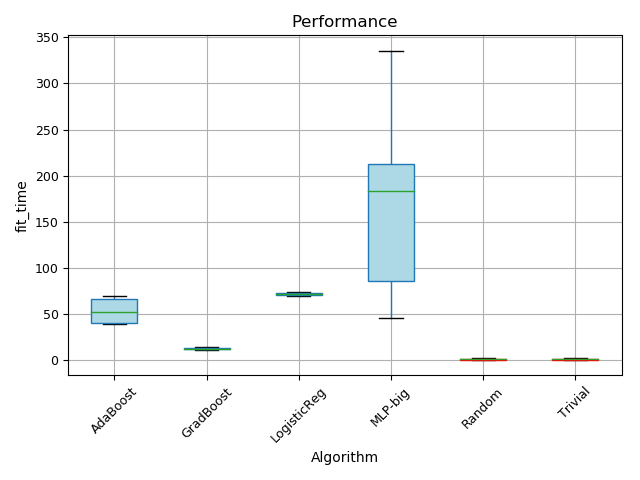 Performance
350
300
250
200
150
100
50
0
fit_time
AdaBoost
GradBoost
LogisticReg
MLP-big
Random
Trivial
Algorithm